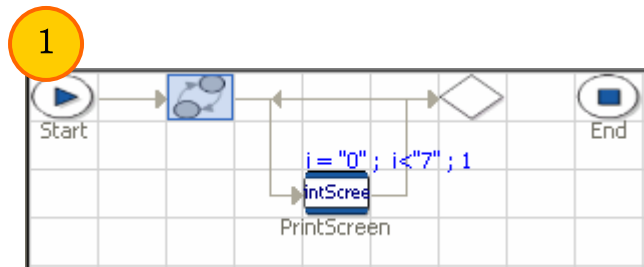 1
Start
End
i = "0" ; i<"7" ; 1
intScree
PrintScreen